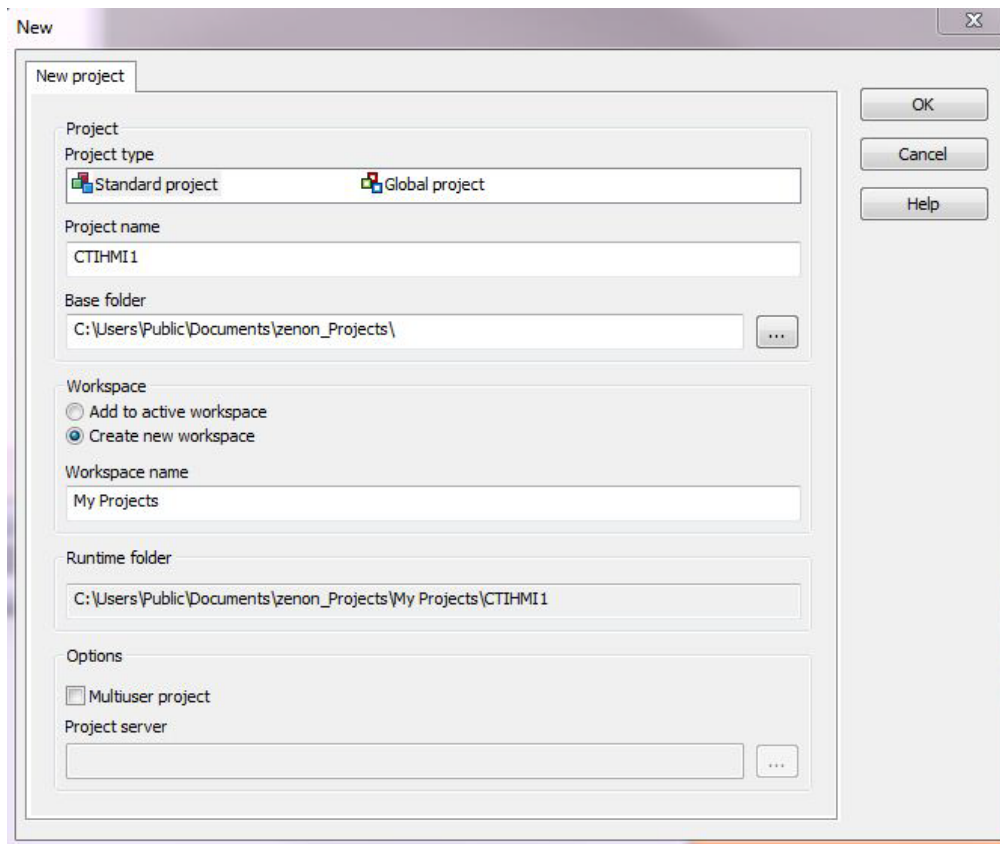 New
New project
OK
Project
Project type
Cancel
Standard project Global project
Help
Project name
CTIHMI1
Base folder
C:\Users\Public\Documents\zenon_Projects\
...
Workspace
Add to active workspace
Create new workspace
Workspace name
My Projects
Runtime folder
C:\Users\Public\Documents\zenon_Projects\My Projects\CTIHMI1
Options
Multiuser project
Project server
...